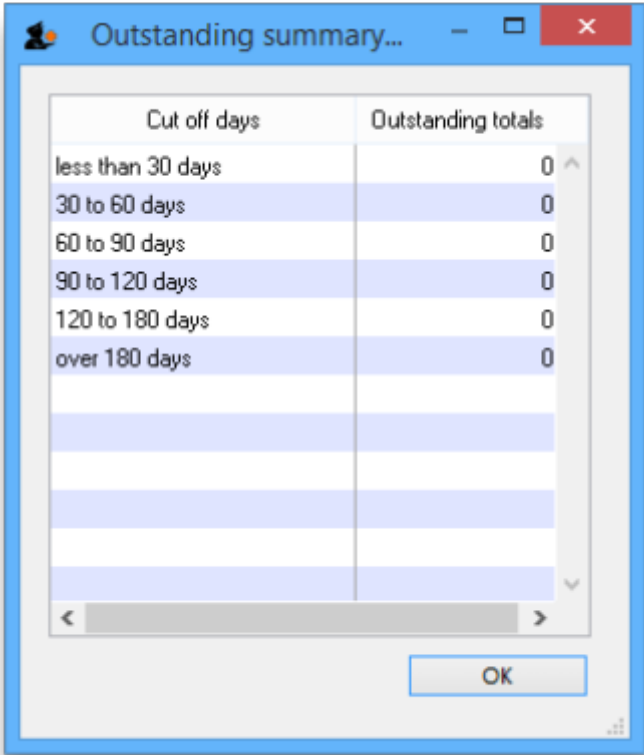 Outstanding summary...
Cut off days Outstanding totals
less than 30 days 0
30 to 60 days 0
60 to 90 days 0
90 to 120 days 0
120 to 180 days 0
over 180 days 0
OK